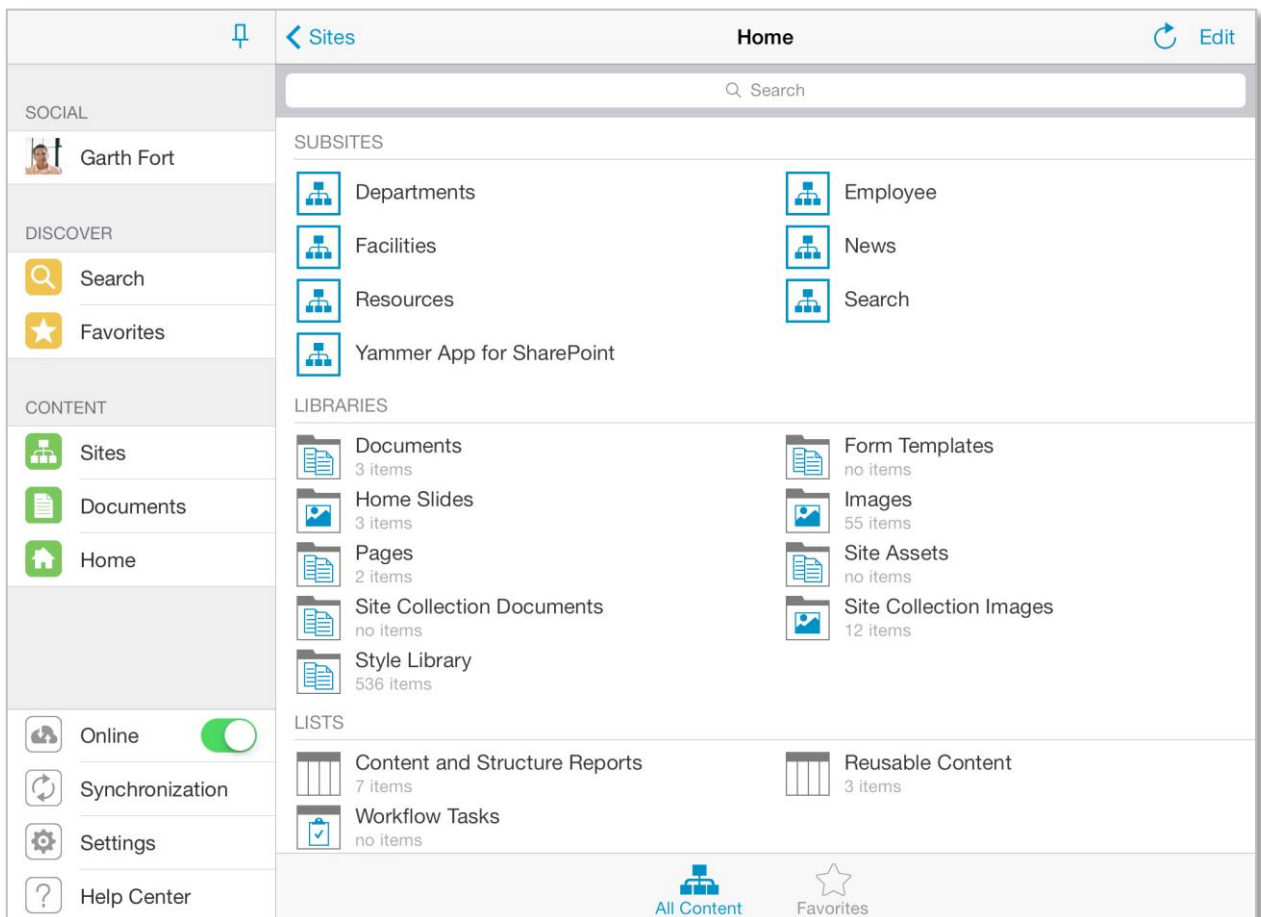 Sites
Home
Edit
Search
SOCIAL
Garth Fort
DISCOVER
Search
Favorites
CONTENT
Sites
Documents
Home
Online
Synchronization
Settings
? Help Center
SUBSITES
Departments
Employee
Facilities
News
Resources
Search
Yammer App for SharePoint
LIBRARIES
Documents
3 items
Form Templates
no items
Home Slides
3 items
Images
55 items
Pages
2 items
Site Assets
no items
Site Collection Documents
no items
Site Collection Images
12 items
Style Library
536 items
LISTS
Content and Structure Reports
7 items
Reusable Content
3 items
Workflow Tasks
no items
All Content
Favorites